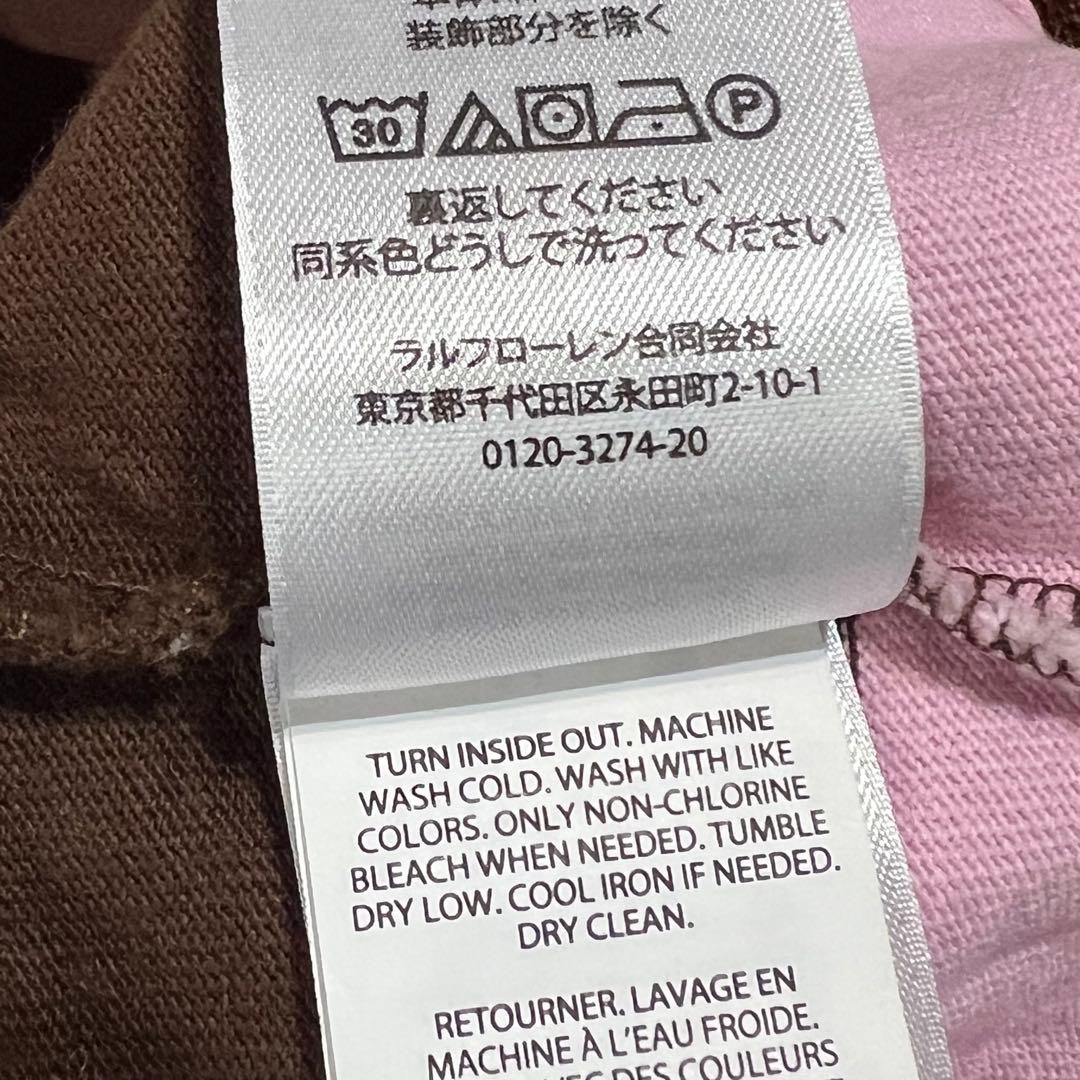 装飾部分を除く
30
P
裏返してください
同系色どうしで洗ってください
ラルフローレン合同会社
東京都千代田区永田町2-10-1
0120-3274-20
TURN INSIDE OUT. MACHINE
WASH COLD. WASH WITH LIKE
COLORS. ONLY NON-CHLORINE
BLEACH WHEN NEEDED. TUMBLE
DRY LOW. COOL IRON IF NEEDED.
DRY CLEAN.
RETOURNER. LAVAGE EN
MACHINE À L'EAU FROIDE.
DES COULEURS